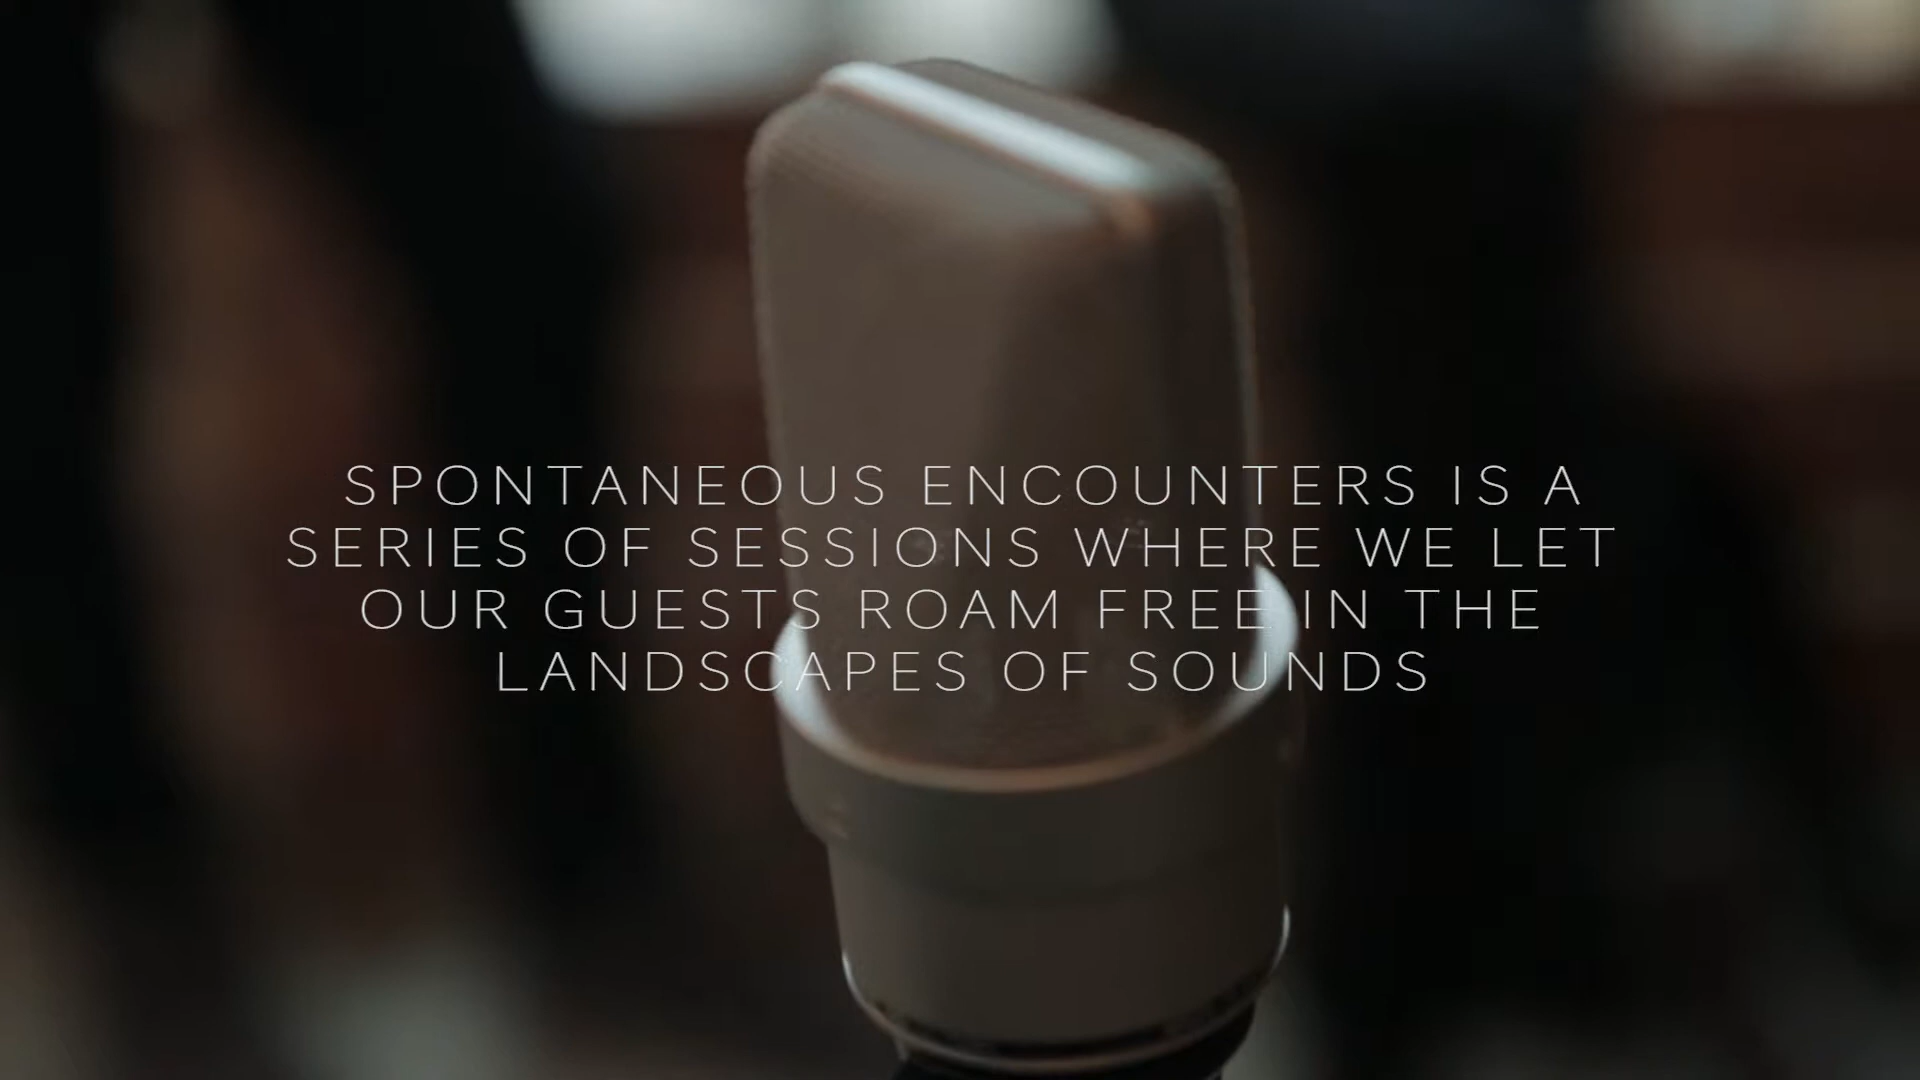 SPONTANEOUS ENCOUNTERS IS A
SERIES OF SESSIONS WHERE WE LET
OUR GUESTS ROAM FREE IN THE
LANDSCAPES OF SOUNDS